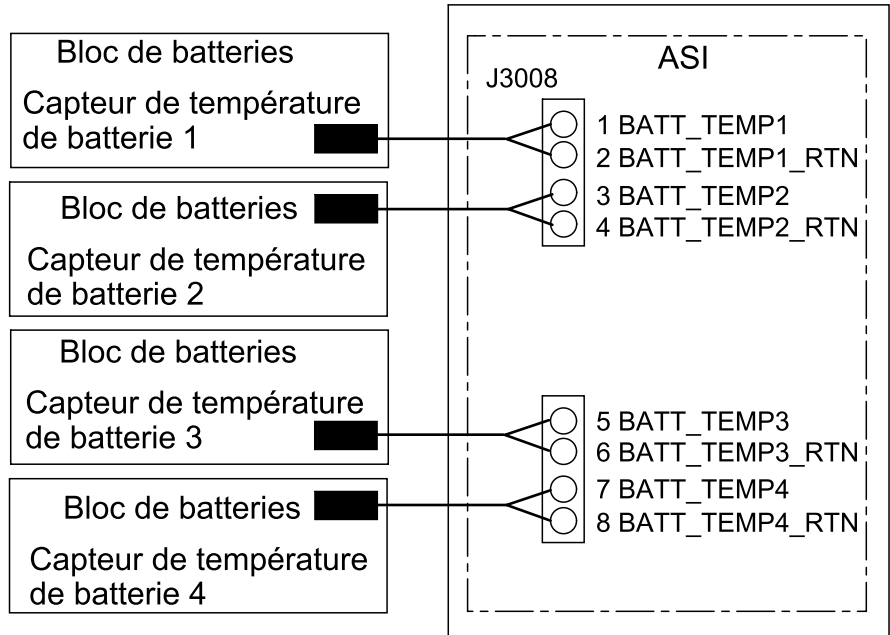 Bloc de batteries
Capteur de température
de batterie 1
Bloc de batteries
Capteur de température
de batterie 2
Bloc de batteries
Capteur de température
de batterie 3
Bloc de batteries
Capteur de température
de batterie 4
ASI
J3008
1 BATT_TEMP1
2 BATT_TEMP1_RTN
3 BATT_TEMP2
4 BATT_TEMP2_RTN
5 BATT_TEMP3
6 BATT_TEMP3_RTN
7 BATT_TEMP4
8 BATT_TEMP4_RTN